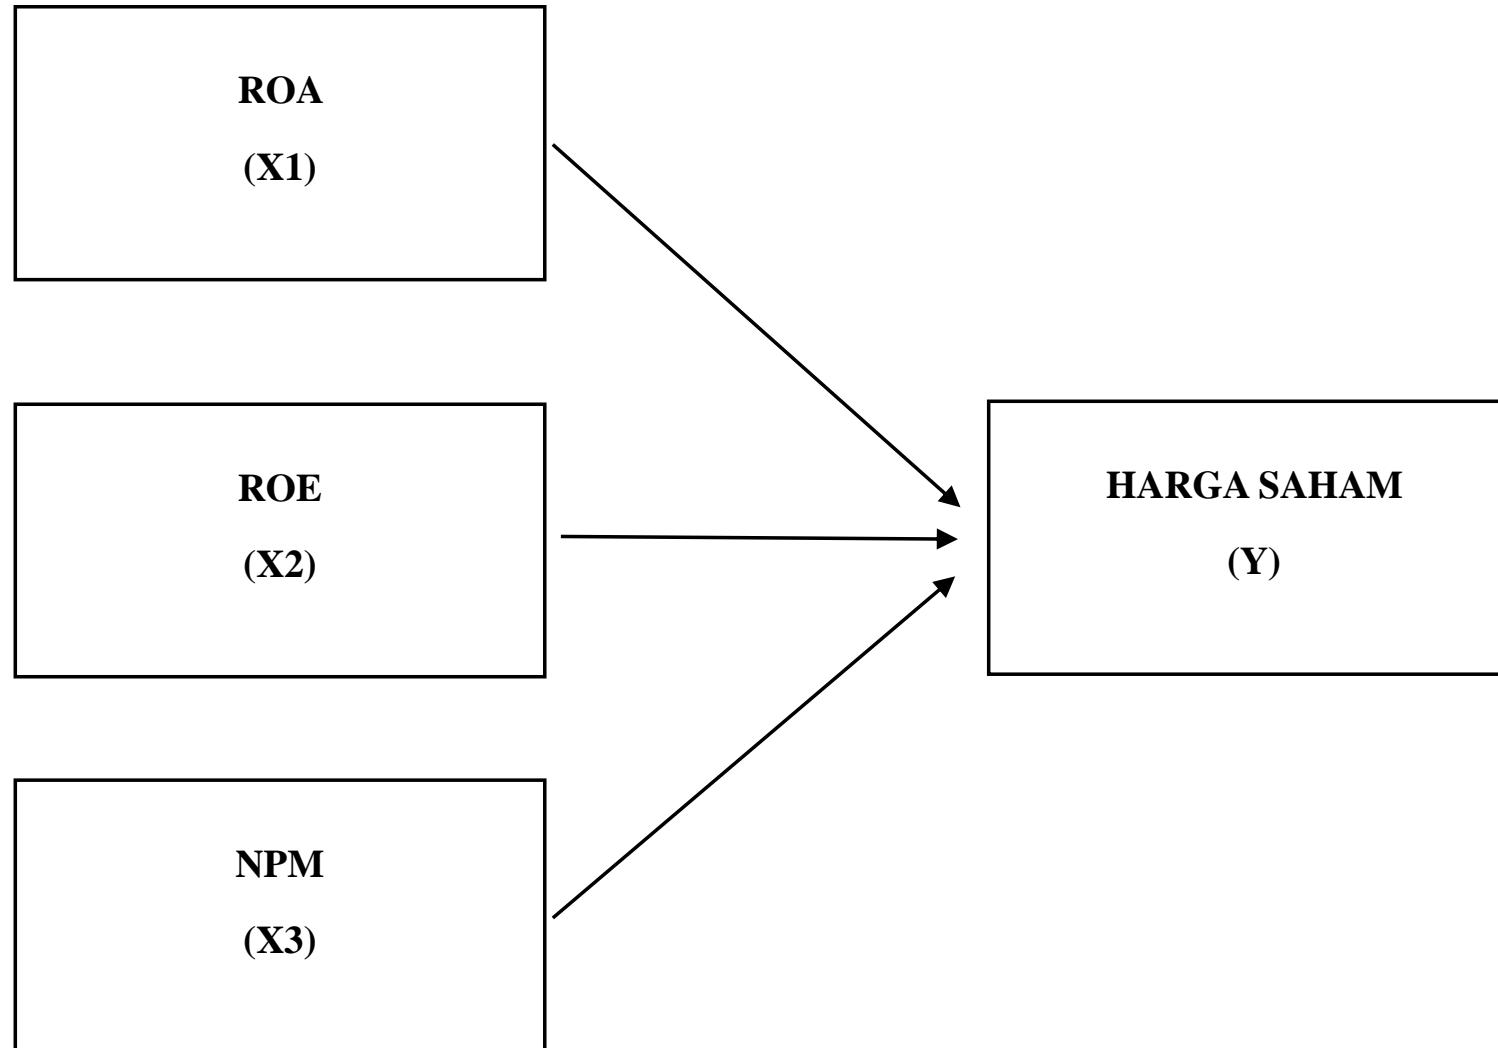 ROA
(X1)
ROE
(X2)
HARGA SAHAM
(Y)
NPM
(X3)